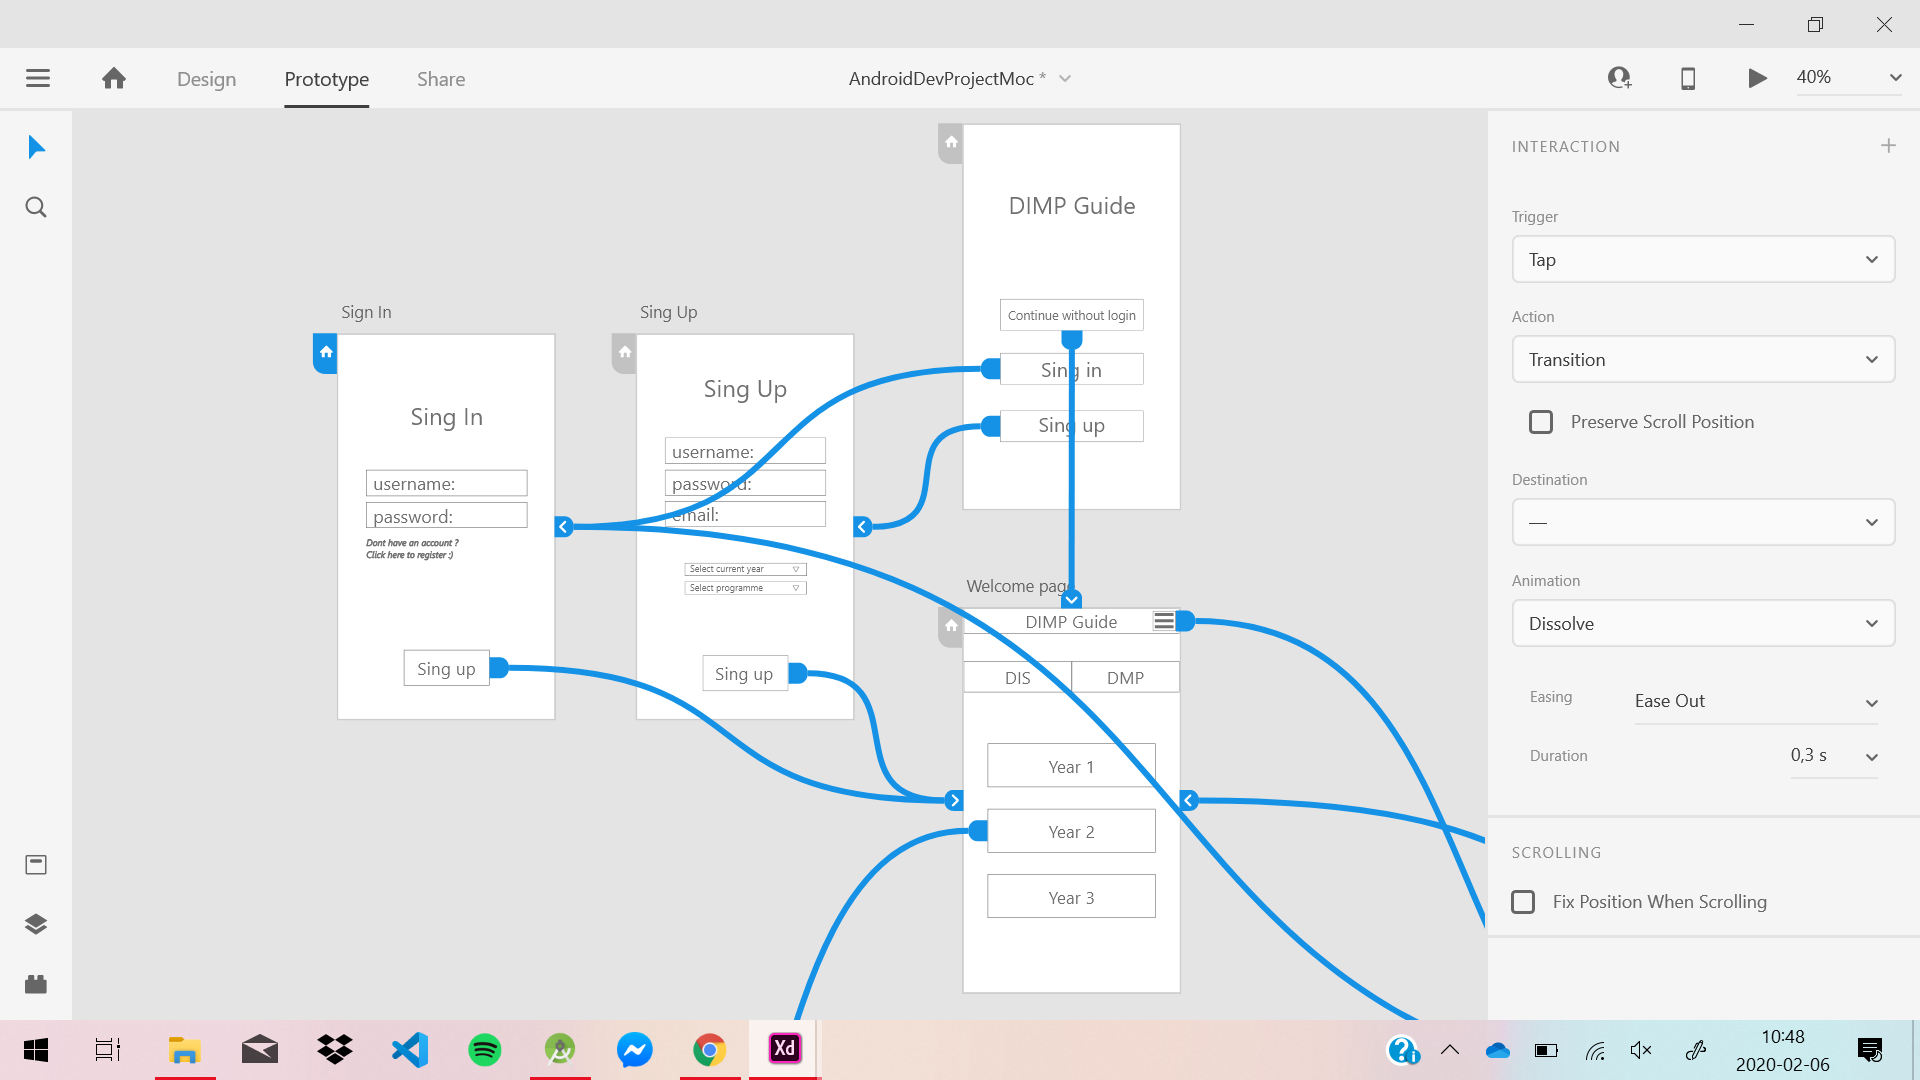 Design
Prototype
Share
AndroidDevProjectMoc *
40%
DIMP Guide
Continue without login
Sing in
Sing up
Sign In
Sing In
username:
password:
Dont have an account ?
Click here to register :)
Sing up
Sing Up
Sing Up
username:
password:
email:
Select current year
Select programme
Sing up
Welcome page
DIMP Guide
DIS
DMP
Year 1
Year 2
Year 3
INTERACTION
Trigger
Tap
Action
Transition
Preserve Scroll Position
Destination
—
Animation
Dissolve
Easing
Ease Out
Duration
0,3 s
SCROLLING
Fix Position When Scrolling
Xd
10:48
2020-02-06